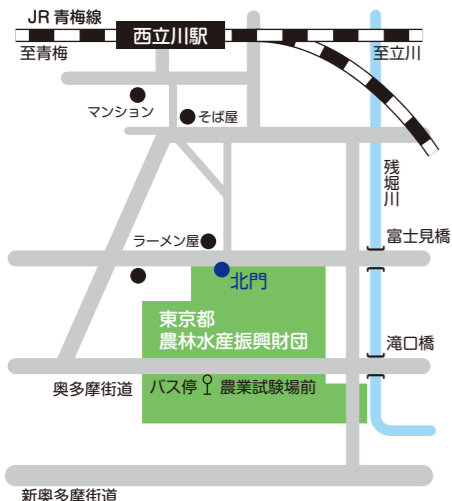 JR 青梅線
西立川駅
至青梅
至立川
マンション
そば屋
残堀川
ラーメン屋
富士見橋
北門
東京都
農林水産振興財団
滝口橋
奥多摩街道
バス停
農業試験場前
新奥多摩街道